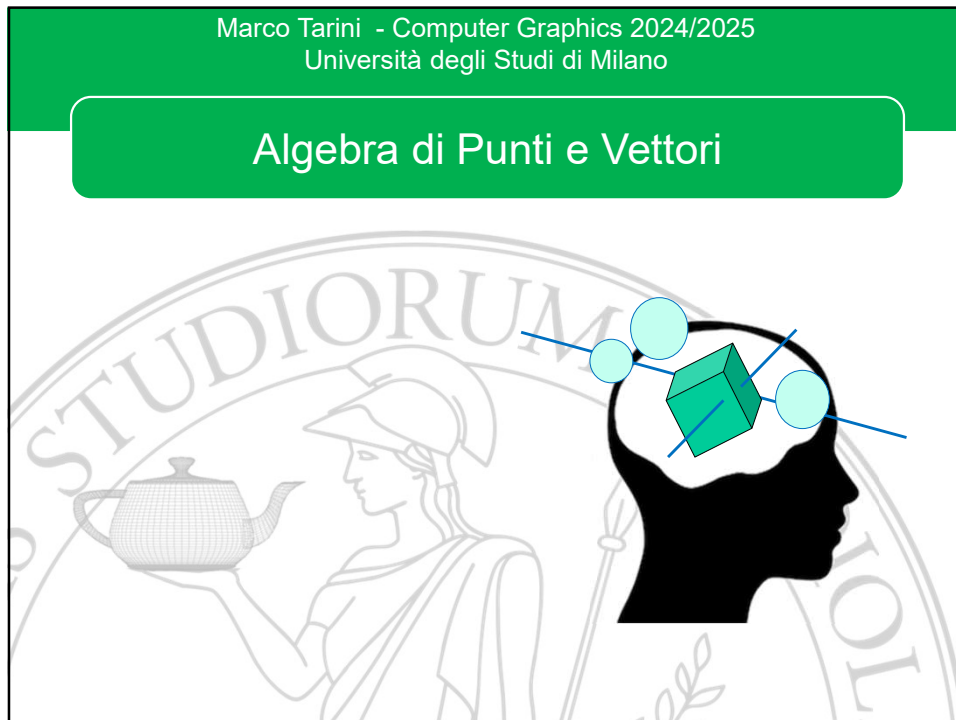 Marco Tarini - Computer Graphics 2024/2025
Università degli Studi di Milano
Algebra di Punti e Vettori
STUDIORUM